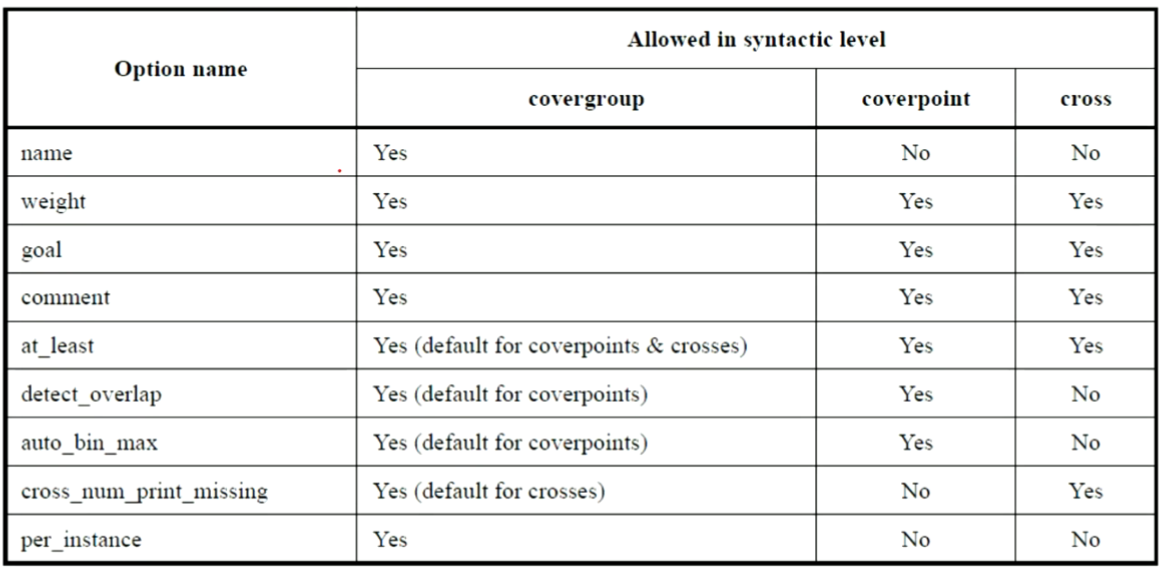 Option name
Allowed in syntactic level
covergroup coverpoint cross
name Yes No No
weight Yes Yes Yes
goal Yes Yes Yes
comment Yes Yes Yes
at_least Yes (default for coverpoints & crosses) Yes Yes
detect_overlap Yes (default for coverpoints) Yes No
auto_bin_max Yes (default for coverpoints) Yes No
cross_num_print_missing Yes (default for crosses) No Yes
per_instance Yes No No